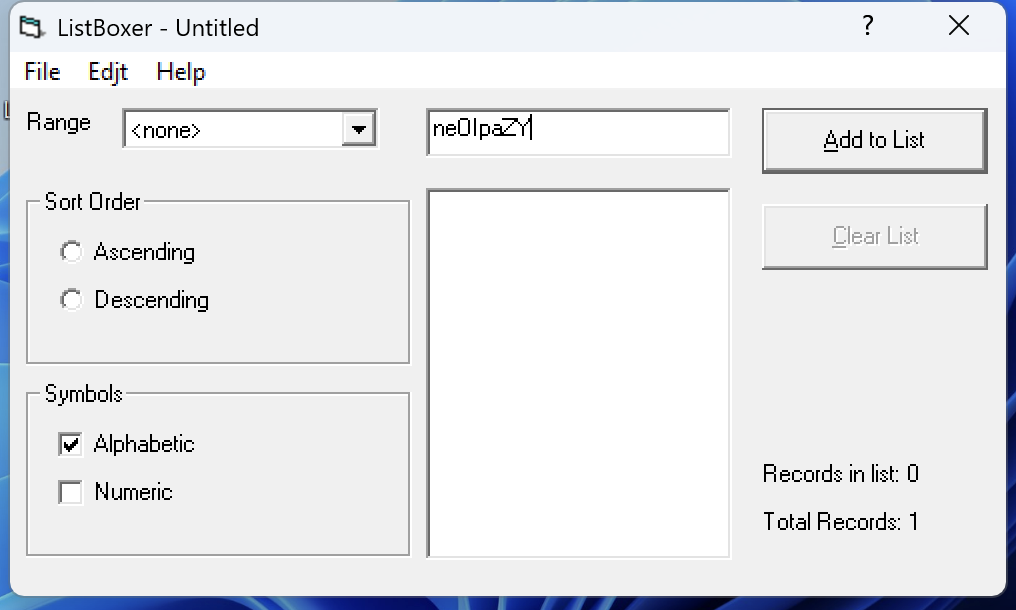 ListBoxer - Untitled
?
File Edjt Help
Range
<none>
neOIpaZY
Add to List
Sort Order
Ascending
Descending
Clear List
Symbols
Alphabetic
Numeric
Records in list: 0
Total Records: 1